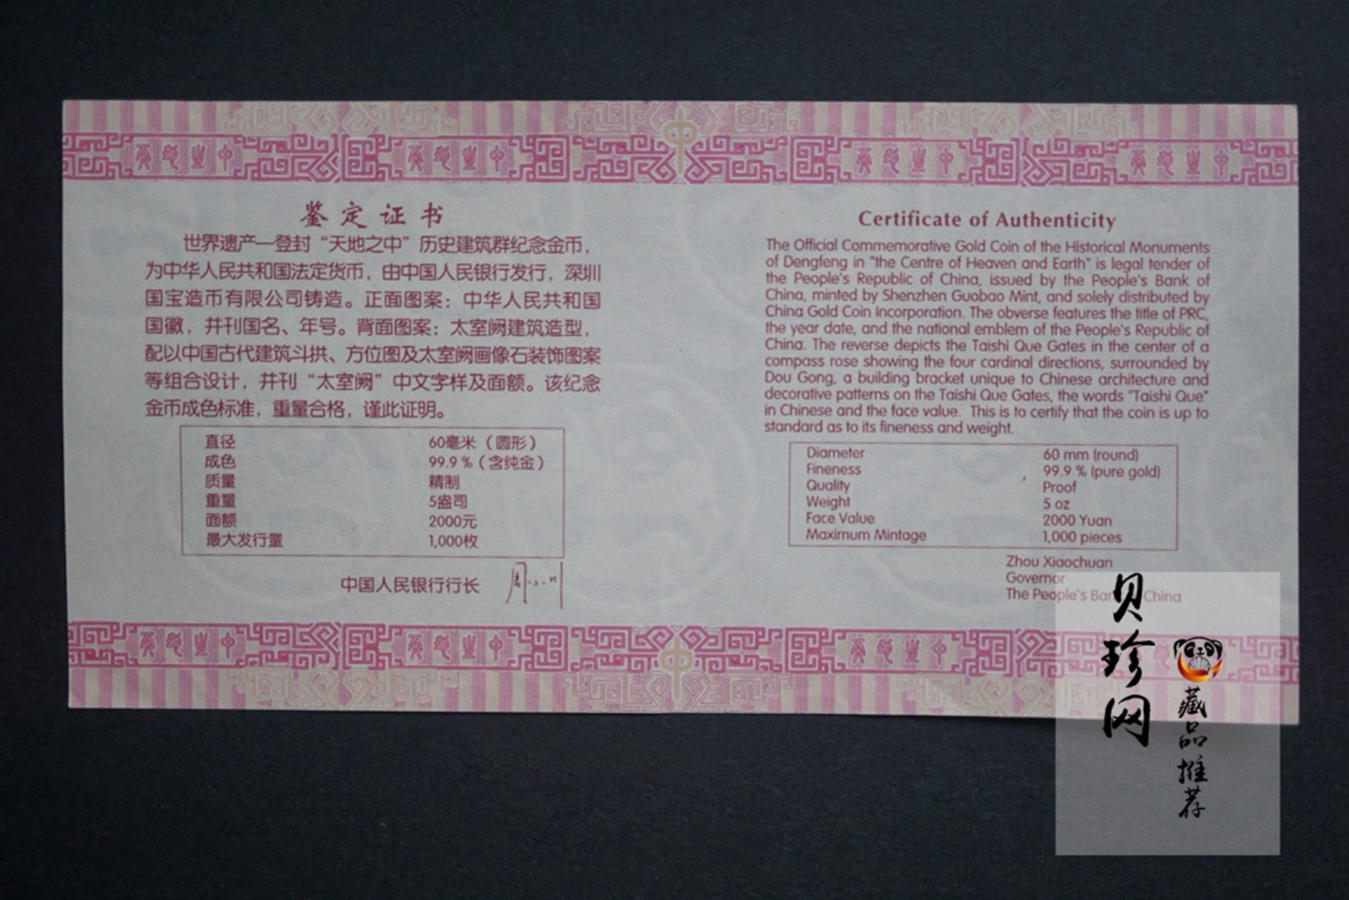 鉴定证书
世界遗产—登封“天地之中”历史建筑群纪念金币，
为中华人民共和国法定货币，由中国人民银行发行，深圳
国宝造币有限公司铸造。正面图案：中华人民共和国
国徽，并刊国名、年号。背面图案：太室阙建筑造型，
配以中国古代建筑斗拱、方位图及太室阙画像石装饰图案
等组合设计，并刊“太室阙”中文字样及面额。该纪念
金币成色标准，重量合格，谨此证明。
直径 60毫米（圆形）
成色 99.9％（含纯金）
质量 精制
重量 5盎司
面额 2000元
最大发行量 1,000枚
中国人民银行行长
Certificate of Authenticity
The Official Commemorative Gold Coin of the Historical Monuments
of Dengfeng in "the Centre of Heaven and Earth" is legal tender of
the People's Republic of China, issued by the People's Bank of
China, minted by Shenzhen Guobao Mint, and solely distributed by
China Gold Coin Incorporation. The obverse features the title of PRC,
the year date, and the national emblem of the People's Republic of
China. The reverse depicts the Taishi Que Gates in the center of a
compass rose showing the four cardinal directions, surrounded by
Dou Gong, a building bracket unique to Chinese architecture and
decorative patterns on the Taishi Que Gates, the words "Taishi Que"
in Chinese and the face value. This is to certify that the coin is up to
standard as to its fineness and weight.
Diameter 60 mm (round)
Fineness 99.9 % (pure gold)
Quality Proof
Weight 5 oz
Face Value 2000 Yuan
Maximum Mintage 1,000 pieces
Zhou Xiaochuan
Governor
The People's Ban China
贝珍网
藏品推荐